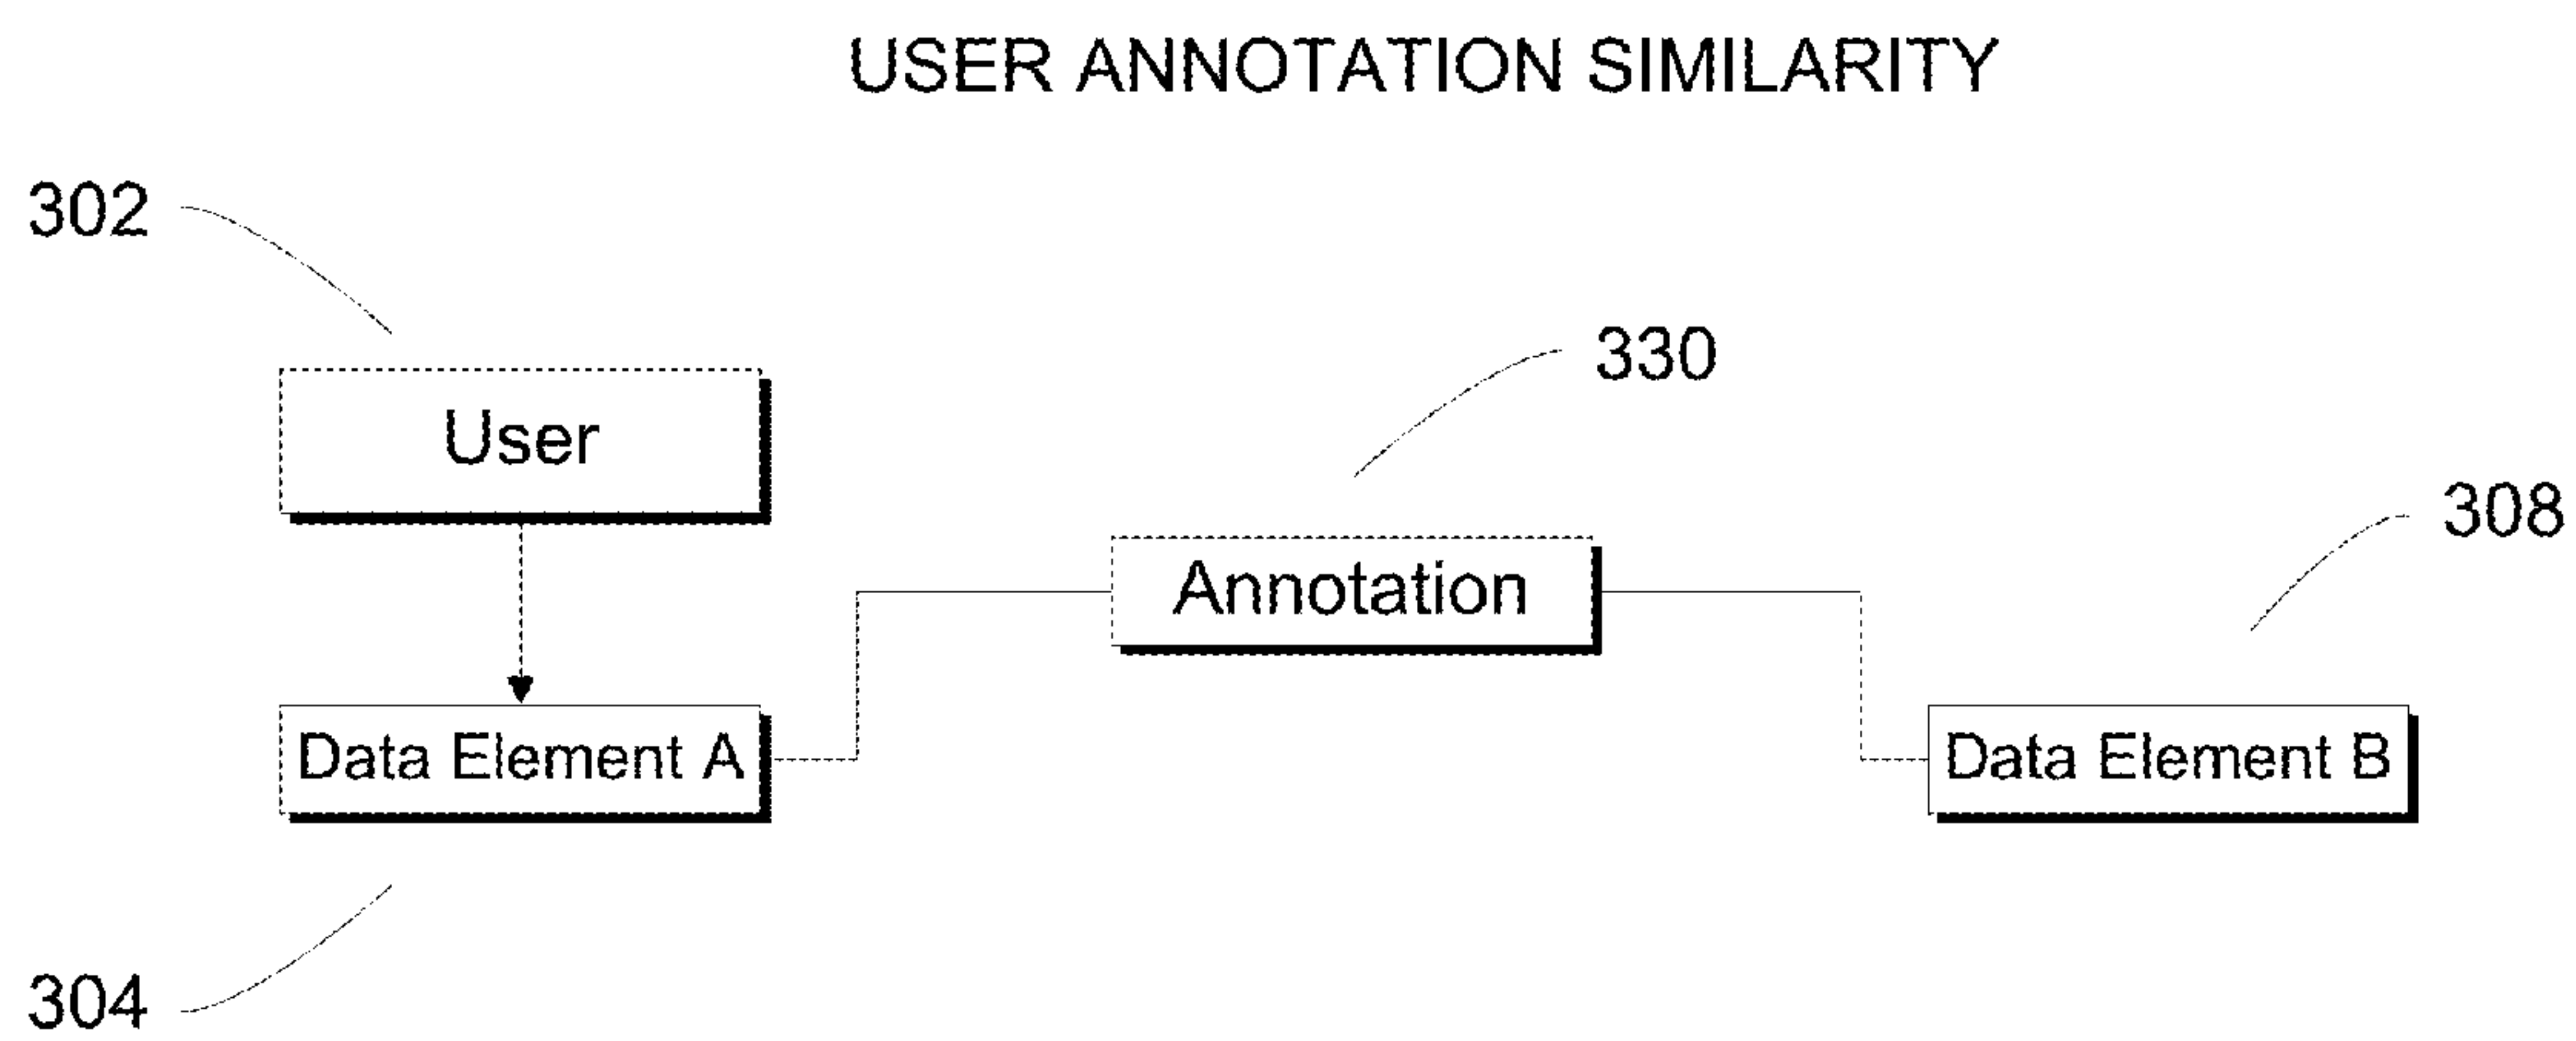 USER ANNOTATION SIMILARITY
302
330
User
308
Annotation
Data Element A
Data Element B
304